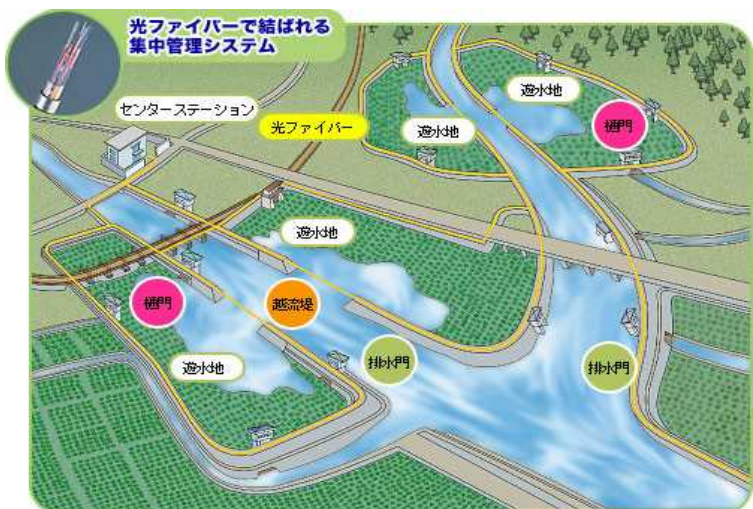 光ファイバーで結ばれる
集中管理システム
センターステーション
光ファイバー
遊水地
遊水地
樋門
遊水地
樋門
越流堤
遊水地
排水門
排水門